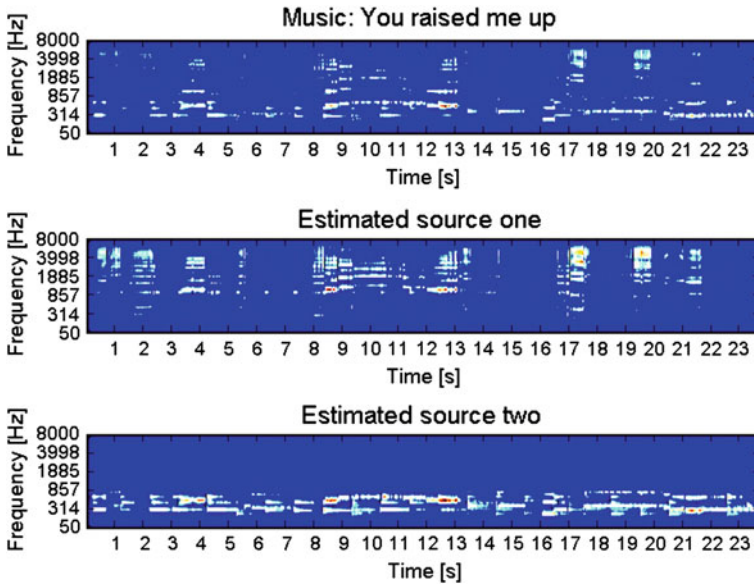 Music: You raised me up
Frequency [Hz]
8000
3998
1885
857
314
50
1 2 3 4 5 6 7 8 9 10 11 12 13 14 15 16 17 18 19 20 21 22 23
Time [s]
Estimated source one
Frequency [Hz]
8000
3998
1885
857
314
50
1 2 3 4 5 6 7 8 9 10 11 12 13 14 15 16 17 18 19 20 21 22 23
Time [s]
Estimated source two
Frequency [Hz]
8000
3998
1885
857
314
50
1 2 3 4 5 6 7 8 9 10 11 12 13 14 15 16 17 18 19 20 21 22 23
Time [s]